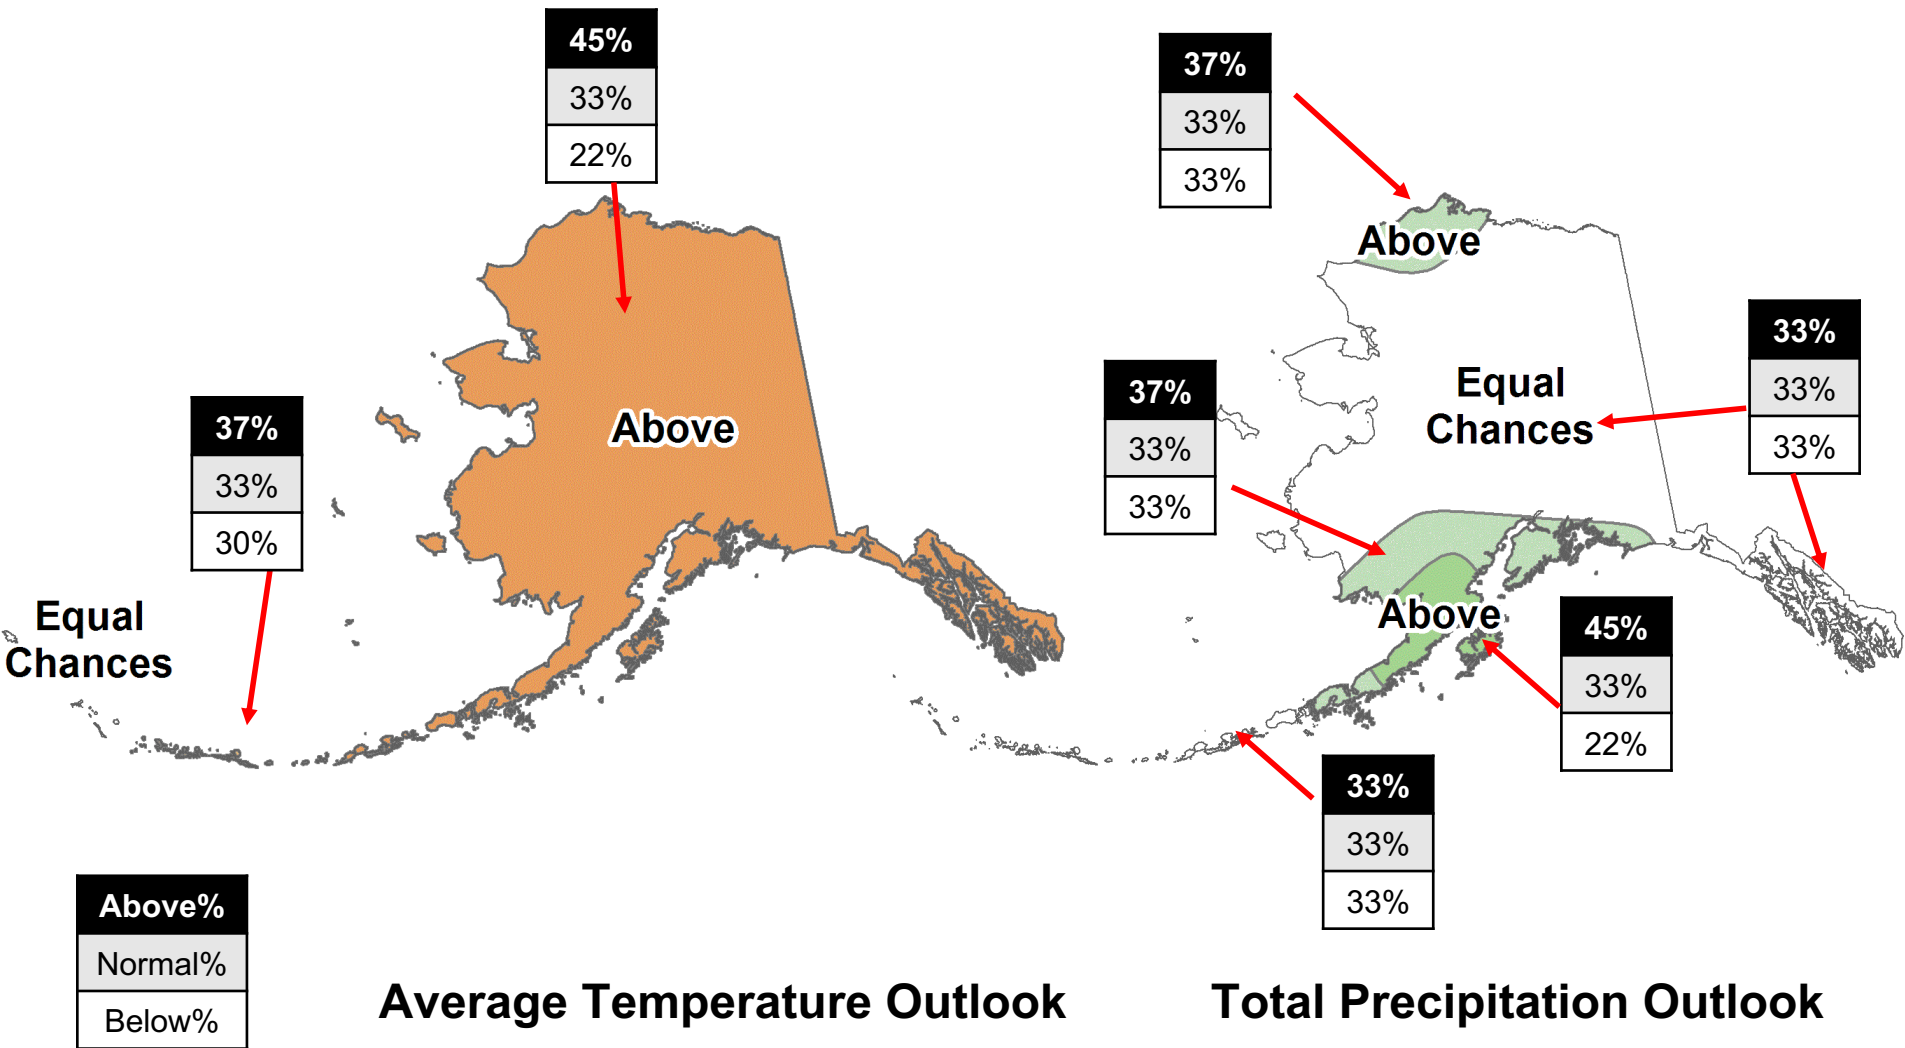 45%
33%
22%
37%
33%
30%
Above
Equal
Chances
Above%
Normal%
Below%
Average Temperature Outlook
37%
33%
33%
Above
33%
33%
33%
Equal
Chances
37%
33%
33%
Above
45%
33%
22%
33%
33%
33%
Total Precipitation Outlook